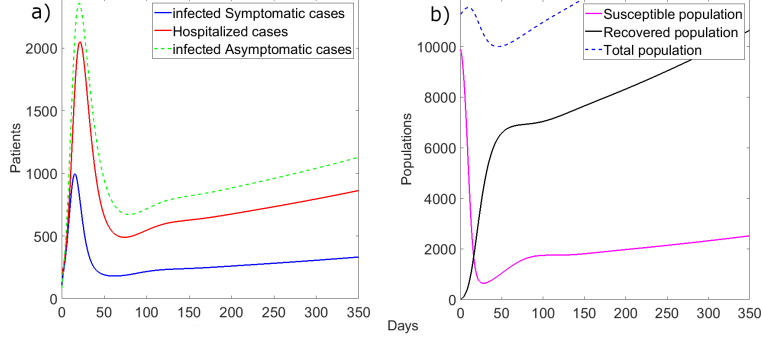 a)
infected Symptomatic cases
Hospitalized cases
infected Asymptomatic cases
Patients
2000
1500
1000
500
0
0 50 100 150 200 250 300 350
b)
Susceptible population
Recovered population
Total population
Populations
10000
8000
6000
4000
2000
0
0 50 100 150 200 250 300 350
Days